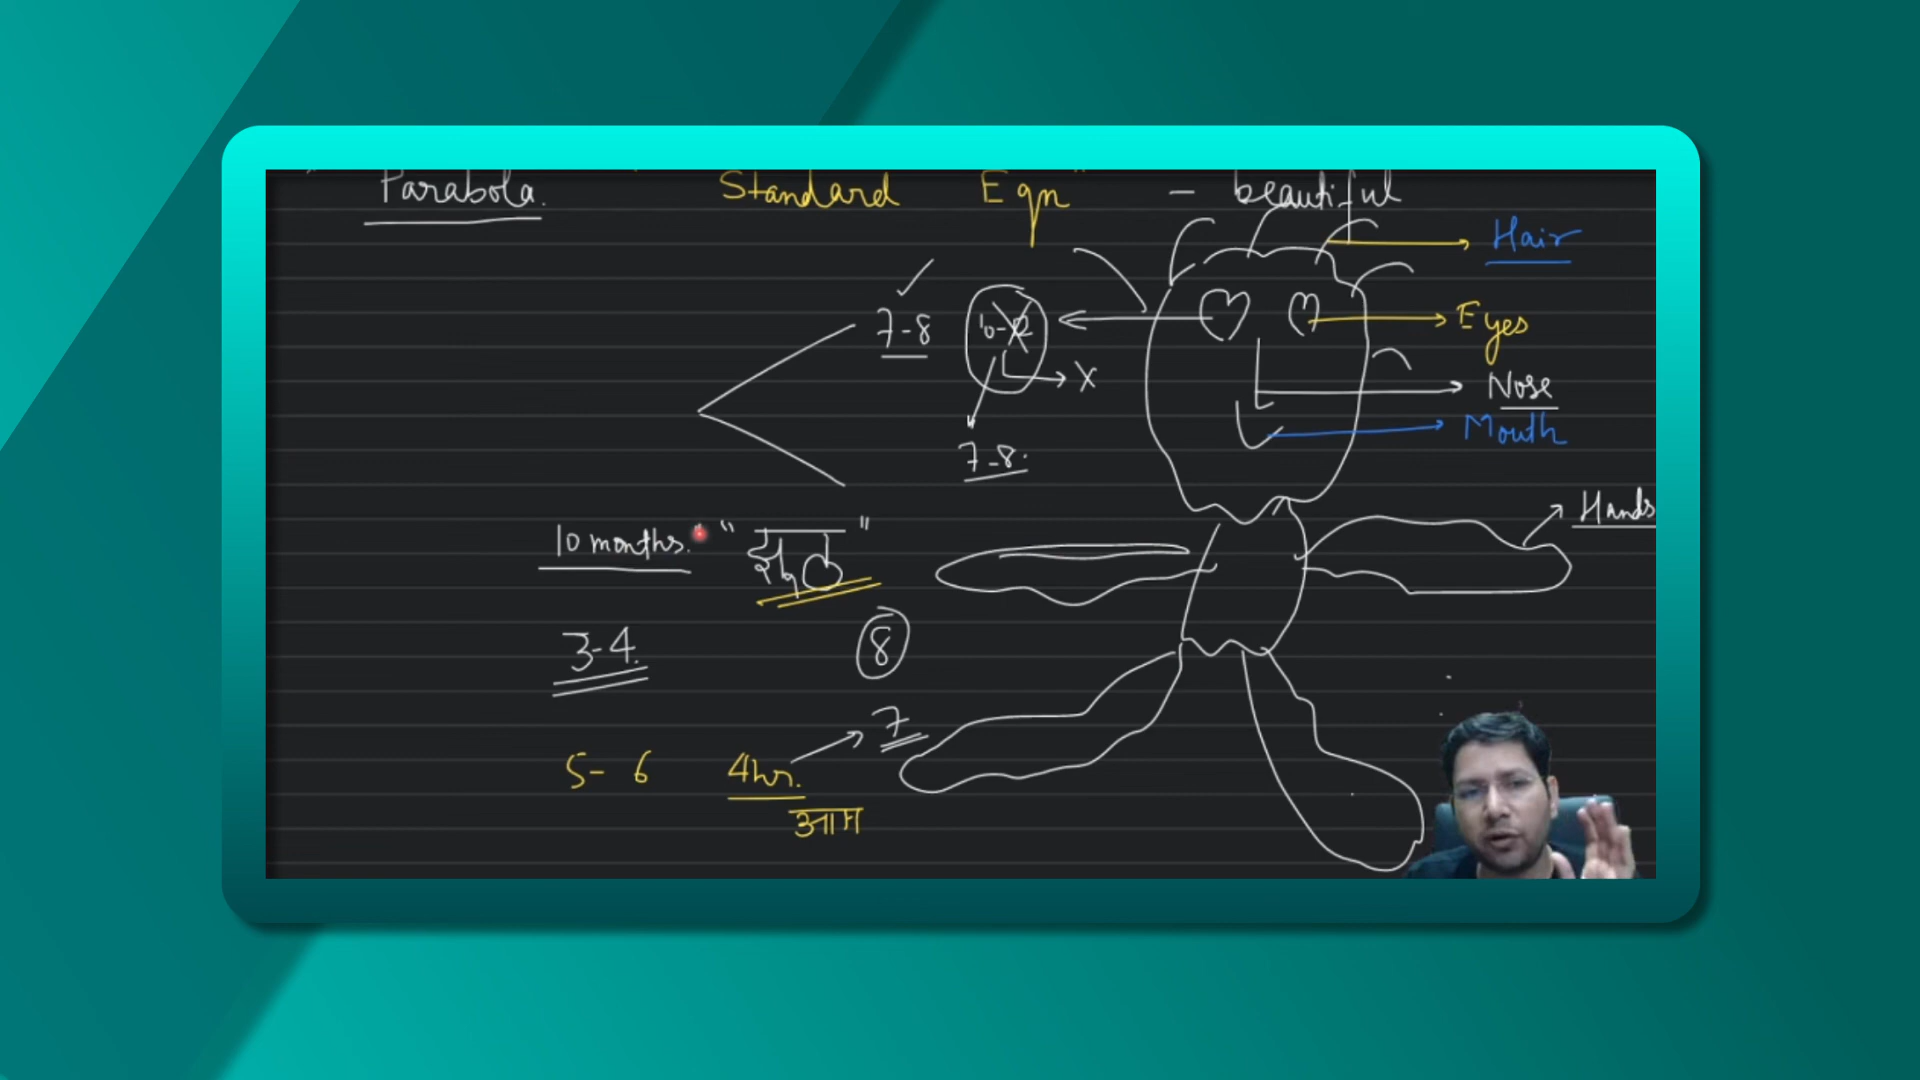 Parabola. Standard Eqn" - beautiful
Hair
7-8
Eyes
X
Nose
Mouth
7-8.
Hands
10 months. " झूठ "
3-4.
8
7
5- 6 4hr.
आम